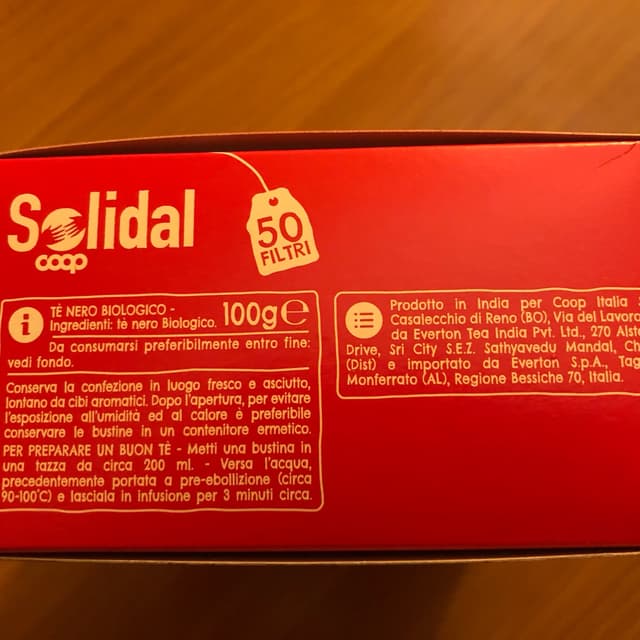 Solidal
coop
50
FILTRI
TÈ NERO BIOLOGICO -
Ingredienti: tè nero Biologico. 100g e
Da consumarsi preferibilmente entro fine:
vedi fondo.
Conserva la confezione in luogo fresco e asciutto,
lontano da cibi aromatici. Dopo l'apertura, per evitare
l'esposizione all'umidità ed al calore è preferibile
conservare le bustine in un contenitore ermetico.
PER PREPARARE UN BUON TÈ - Metti una bustina in
una tazza da circa 200 ml. - Versa l'acqua,
precedentemente portata a pre-ebollizione (circa
90-100°C) e lasciala in infusione per 3 minuti circa.
Prodotto in India per Coop Italia
Casalecchio di Reno (BO), Via del Lavoro
da Everton Tea India Pvt. Ltd., 270
Drive, Sri City S.E.Z. Sathyavedu Mandal,
(Dist) e importato da Everton S.p.A.,
Monferrato (AL), Regione Bessiche 70, Italia.